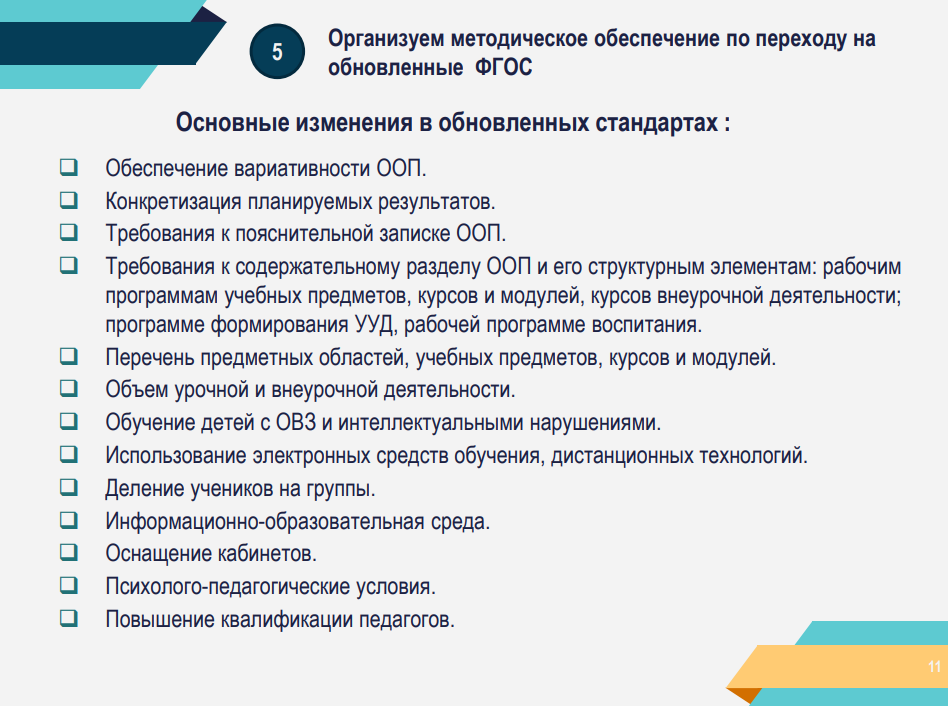 5
Организуем методическое обеспечение по переходу на
обновленные ФГОС
Основные изменения в обновленных стандартах :
Обеспечение вариативности ООП.
Конкретизация планируемых результатов.
Требования к пояснительной записке ООП.
Требования к содержательному разделу ООП и его структурным элементам: рабочим
программам учебных предметов, курсов и модулей, курсов внеурочной деятельности;
программе формирования УУД, рабочей программе воспитания.
Перечень предметных областей, учебных предметов, курсов и модулей.
Объем урочной и внеурочной деятельности.
Обучение детей с ОВЗ и интеллектуальными нарушениями.
Использование электронных средств обучения, дистанционных технологий.
Деление учеников на группы.
Информационно-образовательная среда.
Оснащение кабинетов.
Психолого-педагогические условия.
Повышение квалификации педагогов.
11